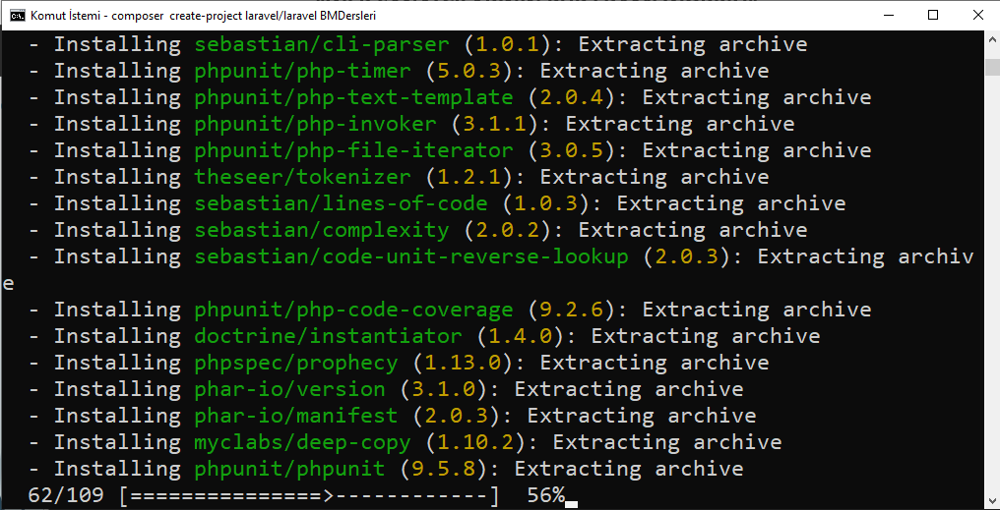 Komut İstemi - composer create-project laravel/laravel BMDersleri
- Installing sebastian/cli-parser (1.0.1): Extracting archive
- Installing phpunit/php-timer (5.0.3): Extracting archive
- Installing phpunit/php-text-template (2.0.4): Extracting archive
- Installing phpunit/php-invoker (3.1.1): Extracting archive
- Installing phpunit/php-file-iterator (3.0.5): Extracting archive
- Installing theseer/tokenizer (1.2.1): Extracting archive
- Installing sebastian/lines-of-code (1.0.3): Extracting archive
- Installing sebastian/complexity (2.0.2): Extracting archive
- Installing sebastian/code-unit-reverse-lookup (2.0.3): Extracting archiv
e
- Installing phpunit/php-code-coverage (9.2.6): Extracting archive
- Installing doctrine/instantiator (1.4.0): Extracting archive
- Installing phpspec/prophecy (1.13.0): Extracting archive
- Installing phar-io/version (3.1.0): Extracting archive
- Installing phar-io/manifest (2.0.3): Extracting archive
- Installing myclabs/deep-copy (1.10.2): Extracting archive
- Installing phpunit/phpunit (9.5.8): Extracting archive
62/109 [===============>------------] 56%